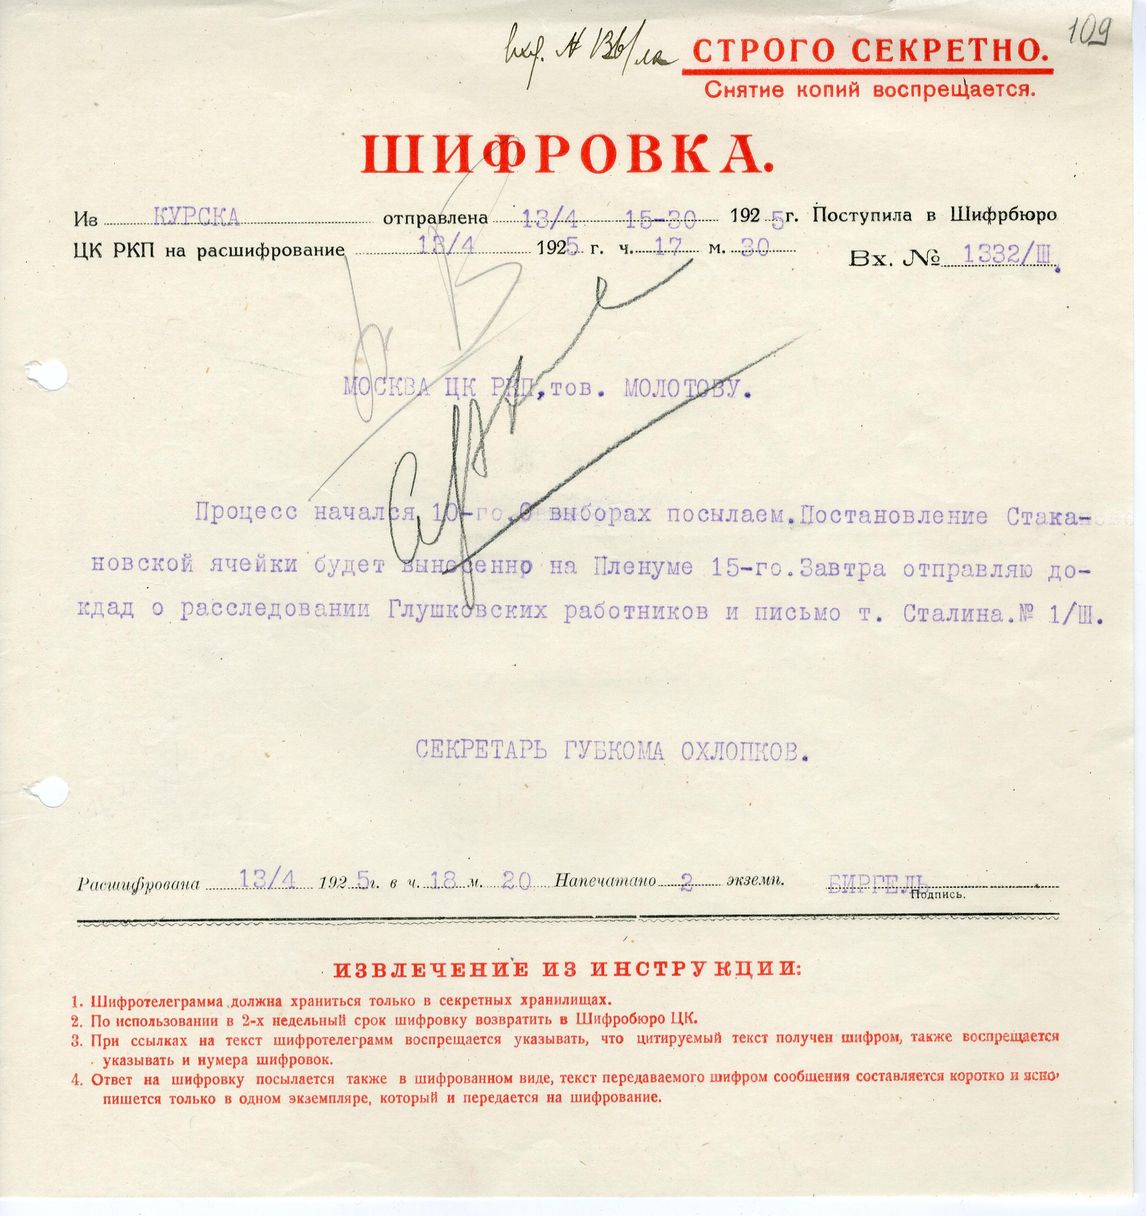 109
СТРОГО СЕКРЕТНО.
Снятие копий воспрещается.
ШИФРОВКА.
Из КУРСКА отправлена 13/4 15-30 1925г. Поступила в Шифрбюро
ЦК РКП на расшифрование 13/4 1925 г. ч. 17 м. 30
Вх. № 1332/Ш.
МОСКВА ЦК РКП, тов. МОЛОТОВУ.
Процесс начался 10-го.О выборах посылаем.Постановление Стака-
новской ячейки будет вынесенно на Пленуме 15-го.Завтра отправляю до-
кдад о расследовании Глушковских работников и письмо т. Сталина.№ 1/Ш.
СЕКРЕТАРЬ ГУБКОМА ОХЛОПКОВ.
Расшифрована 13/4 1925г. в ч. 18 м. 20 Напечатано 2 экземп. БИРГЕЛЬ
Подпись.
ИЗВЛЕЧЕНИЕ ИЗ ИНСТРУКЦИИ:
1. Шифротелеграмма должна храниться только в секретных хранилищах.
2. По использовании в 2-х недельный срок шифровку возвратить в Шифробюро ЦК.
3. При ссылках на текст шифротелеграмм воспрещается указывать, что цитируемый текст получен шифром, также воспрещается
указывать и нумера шифровок.
4. Ответ на шифровку посылается также в шифрованном виде, текст передаваемого шифром сообщения составляется коротко и ясно,
пишется только в одном экземпляре, который и передается на шифрование.